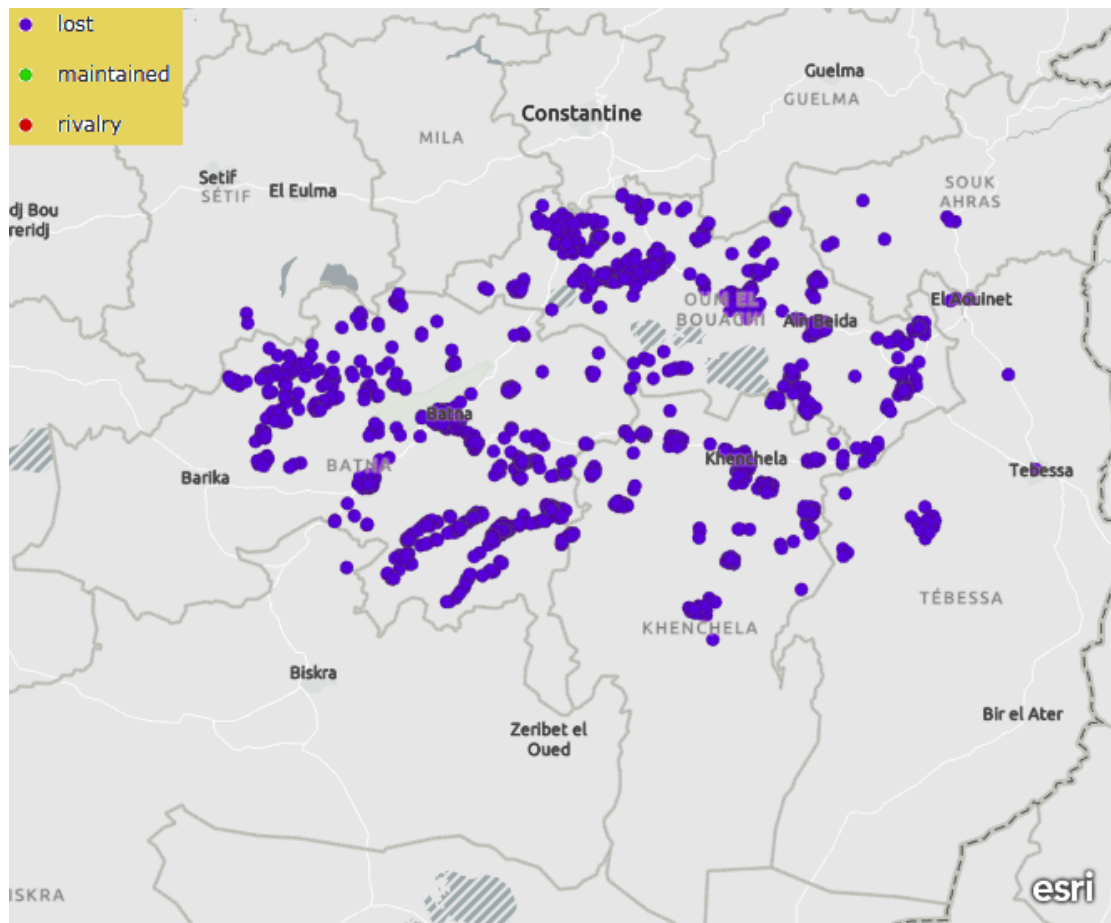 lost
maintained
rivalry
Guelma
GUELMA
Constantine
MILA
Setif
SÉTIF
El Eulma
SOUK
AHRAS
dj Bou
reridj
OUM EL
BOUAGHI
El Aouinet
Ain Beida
Batna
BATNA
Barika
Khenchela
Tebessa
TÉBESSA
KHENCHELA
Biskra
Zeribet el
Oued
Bir el Ater
ISKRA
esri